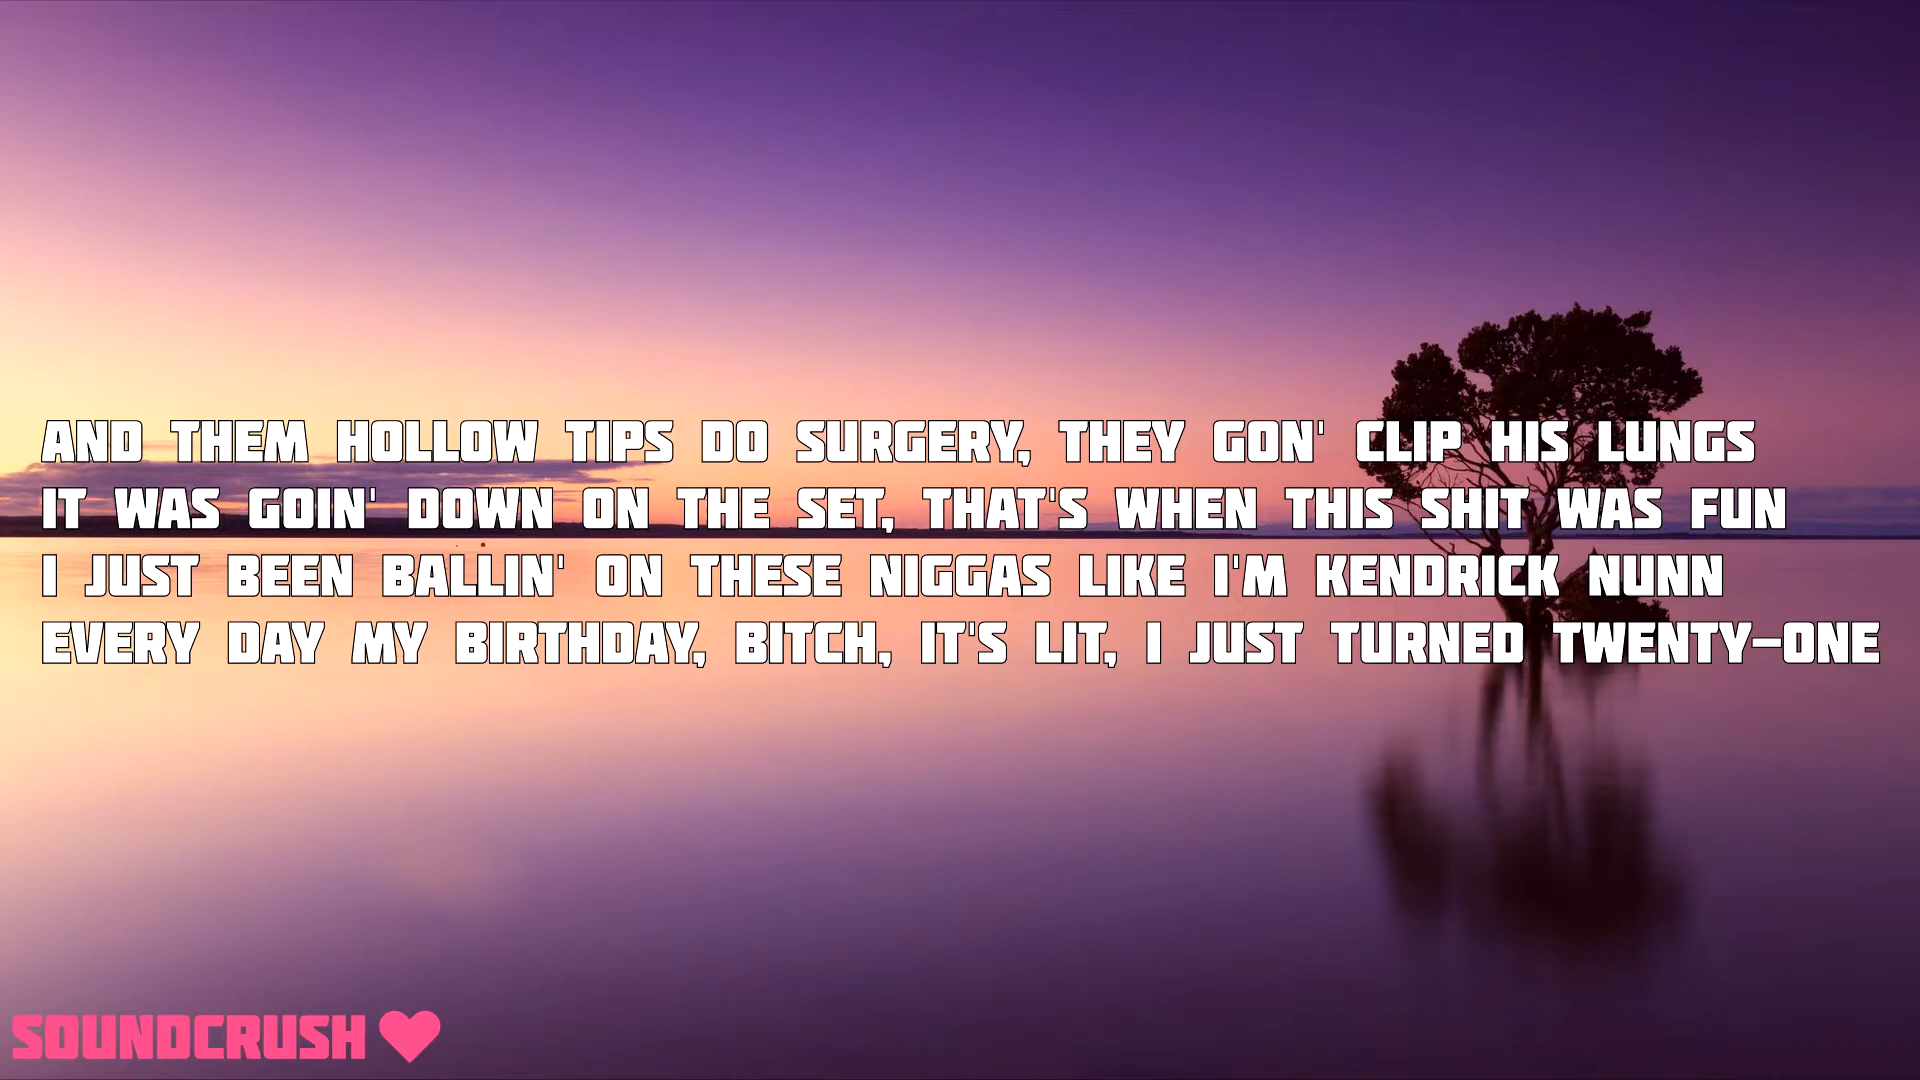 AND THEM HOLLOW TIPS DO SURGERY, THEY GON' CLIP HIS LUNGS
IT WAS GOIN' DOWN ON THE SET, THAT'S WHEN THIS SHIT WAS FUN
I JUST BEEN BALLIN' ON THESE NIGGAS LIKE I'M KENDRICK NUNN
EVERY DAY MY BIRTHDAY, BITCH, IT'S LIT, I JUST TURNED TWENTY-ONE
SOUNDCRUSH